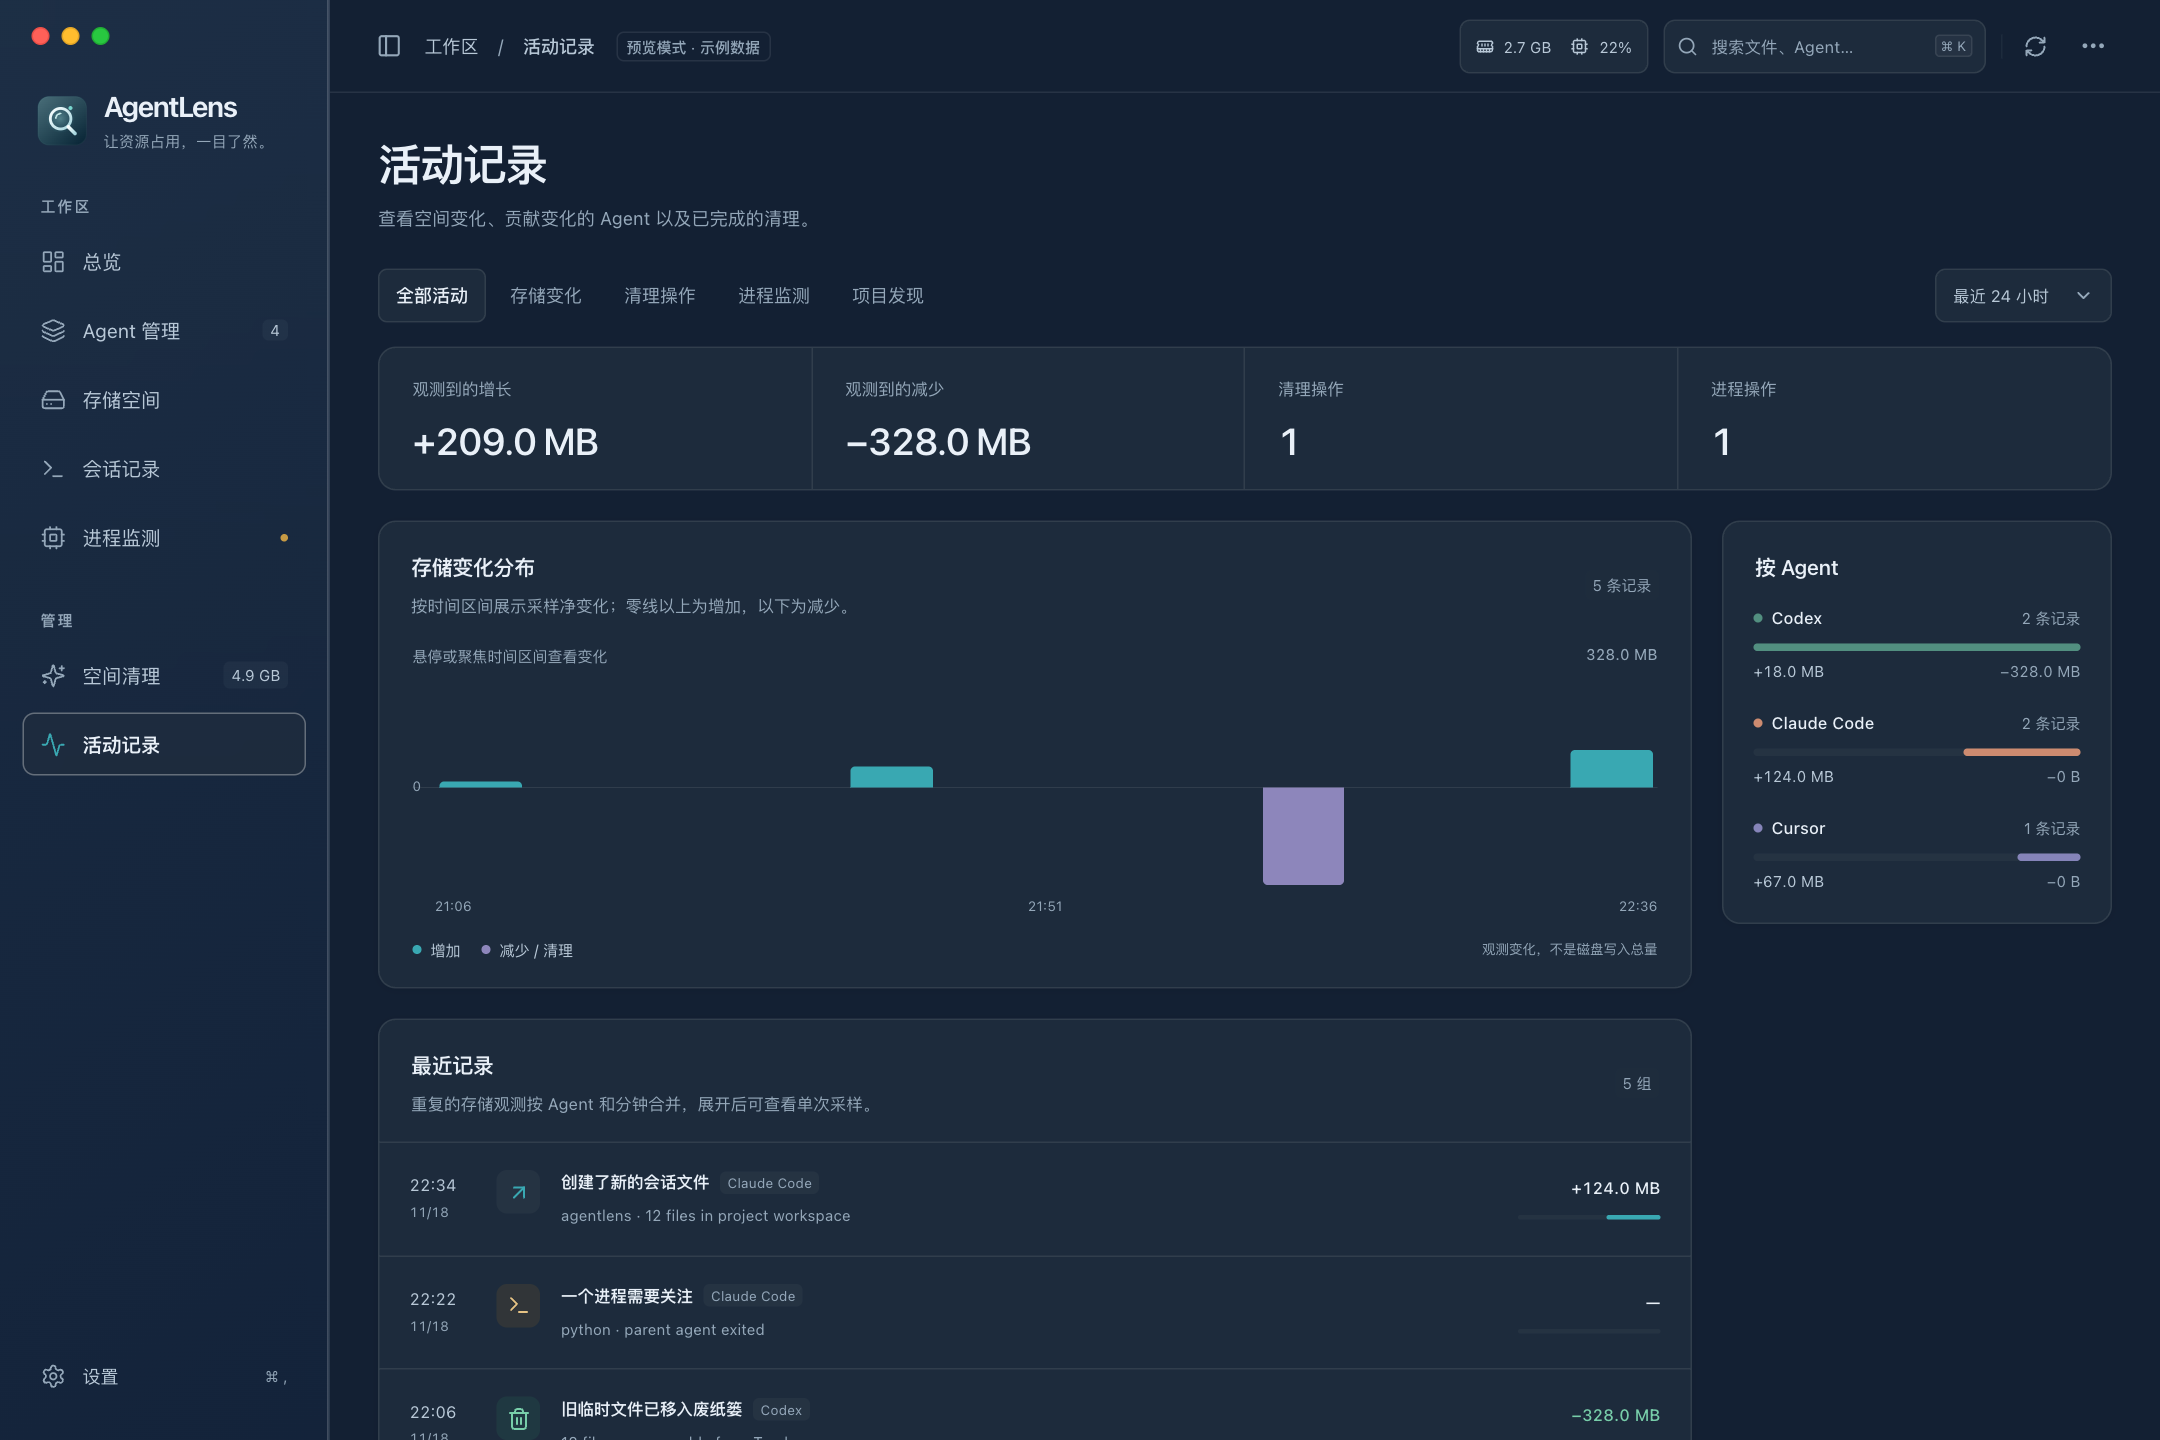 AgentLens
让资源占用，一目了然。
工作区
总览
Agent 管理 4
存储空间
会话记录
进程监测
管理
空间清理 4.9 GB
活动记录
设置 ⌘ ,
工作区 / 活动记录 预览模式 · 示例数据
2.7 GB 22%
搜索文件、Agent... ⌘ K
活动记录
查看空间变化、贡献变化的 Agent 以及已完成的清理。
全部活动 存储变化 清理操作 进程监测 项目发现
最近 24 小时
观测到的增长
+209.0 MB
观测到的减少
−328.0 MB
清理操作
1
进程操作
1
存储变化分布
按时间区间展示采样净变化；零线以上为增加，以下为减少。
5 条记录
悬停或聚焦时间区间查看变化
328.0 MB
0
21:06 21:51 22:36
增加 减少 / 清理
观测变化，不是磁盘写入总量
按 Agent
Codex 2 条记录
+18.0 MB −328.0 MB
Claude Code 2 条记录
+124.0 MB −0 B
Cursor 1 条记录
+67.0 MB −0 B
最近记录
重复的存储观测按 Agent 和分钟合并，展开后可查看单次采样。
5 组
22:34
11/18
创建了新的会话文件 Claude Code
agentlens · 12 files in project workspace
+124.0 MB
22:22
11/18
一个进程需要关注 Claude Code
python · parent agent exited
—
22:06
11/18
旧临时文件已移入废纸篓 Codex
−328.0 MB